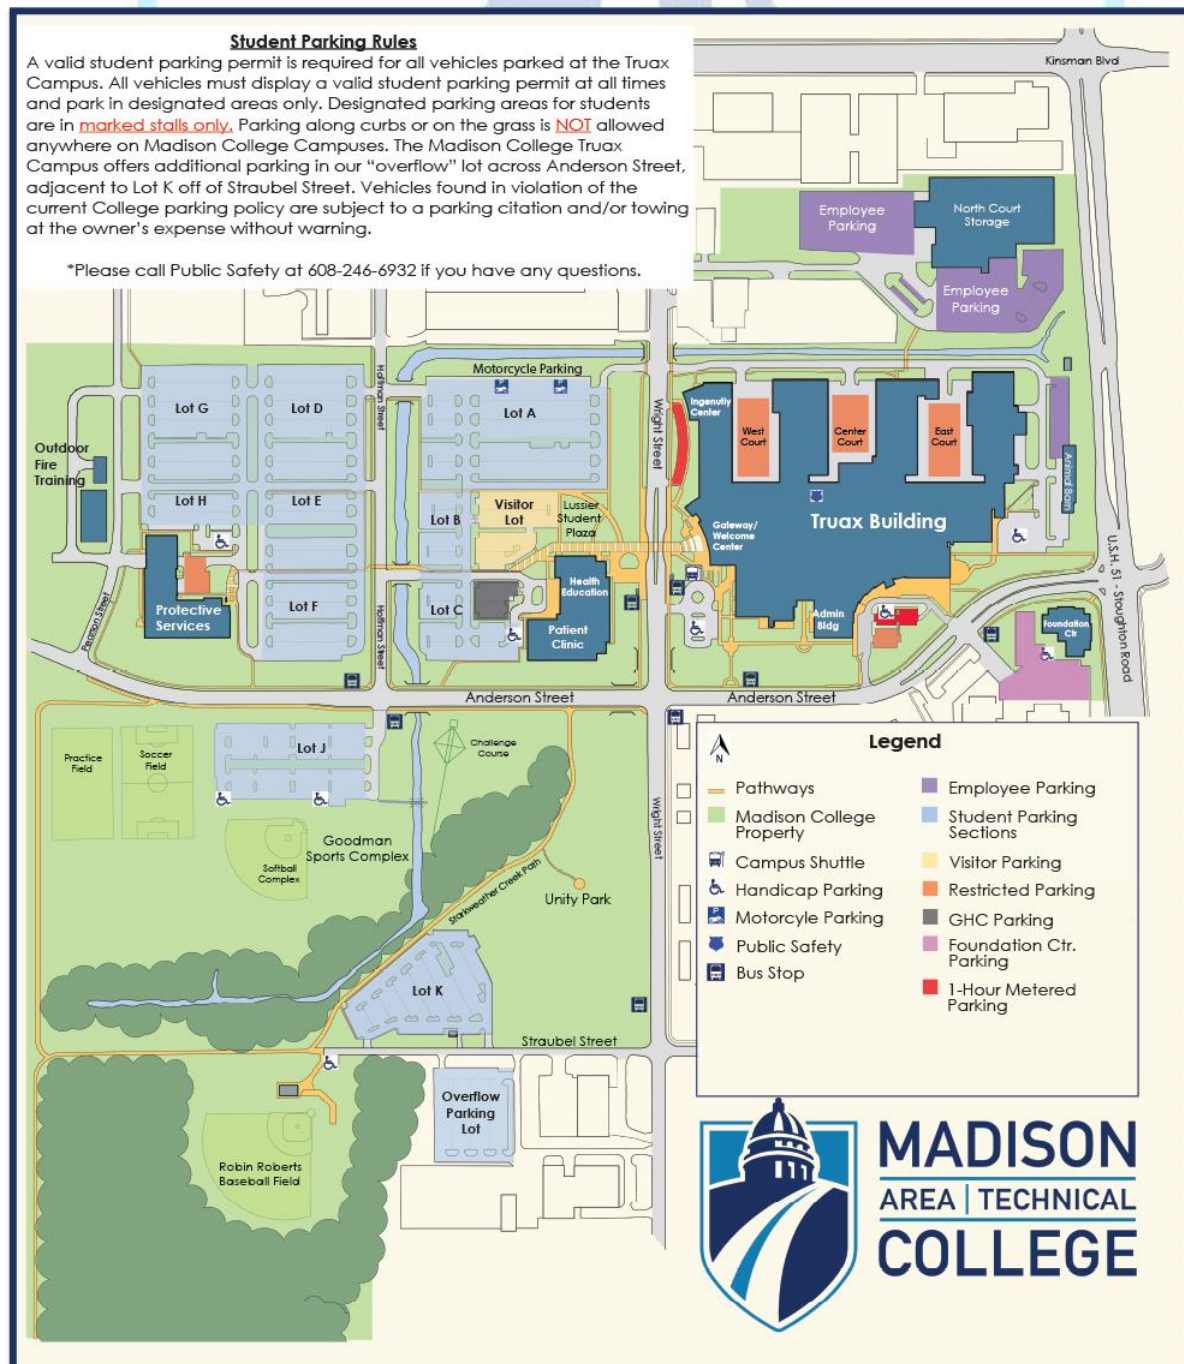 Student Parking Rules
A valid student parking permit is required for all vehicles parked at the Truax
Campus. All vehicles must display a valid student parking permit at all times
and park in designated areas only. Designated parking areas for students
are in marked stalls only. Parking along curbs or on the grass is NOT allowed
anywhere on Madison College Campuses. The Madison College Truax
Campus offers additional parking in our “overflow” lot across Anderson Street,
adjacent to Lot K off of Straubel Street. Vehicles found in violation of the
current College parking policy are subject to a parking citation and/or towing
at the owner’s expense without warning.
*Please call Public Safety at 608-246-6932 if you have any questions.
Kinsman Blvd
Employee
Parking
North Court
Storage
Employee
Parking
Motorcycle Parking
P
P
Lot G
Lot D
Hoffman Street
Lot A
Wright Street
Ingenuity
Center
West
Court
Center
Court
East
Court
Outdoor
Fire
Training
Animal Barn
Lot H
Lot E
Lot B
Visitor
Lot
Lussier
Student
Plaza
Gateway/
Welcome
Center
Truax Building
U.S.H. 51 - Stoughton Road
Pearson Street
Protective
Services
Lot F
Hoffman Street
Lot C
Health
Education
Patient
Clinic
Admin
Bldg
Foundation
Ctr
Anderson Street
Anderson Street
Practice
Field
Soccer
Field
Lot J
Challenge
Course
Wright Street
Goodman
Sports Complex
Softball
Complex
Starkweather Creek Path
Unity Park
Lot K
Straubel Street
Overflow
Parking
Lot
Robin Roberts
Baseball Field
Legend
N
Pathways
Madison College
Property
Campus Shuttle
Handicap Parking
P
Motorcyle Parking
Public Safety
Bus Stop
Employee Parking
Student Parking
Sections
Visitor Parking
Restricted Parking
GHC Parking
Foundation Ctr.
Parking
1-Hour Metered
Parking
MADISON
AREA | TECHNICAL
COLLEGE